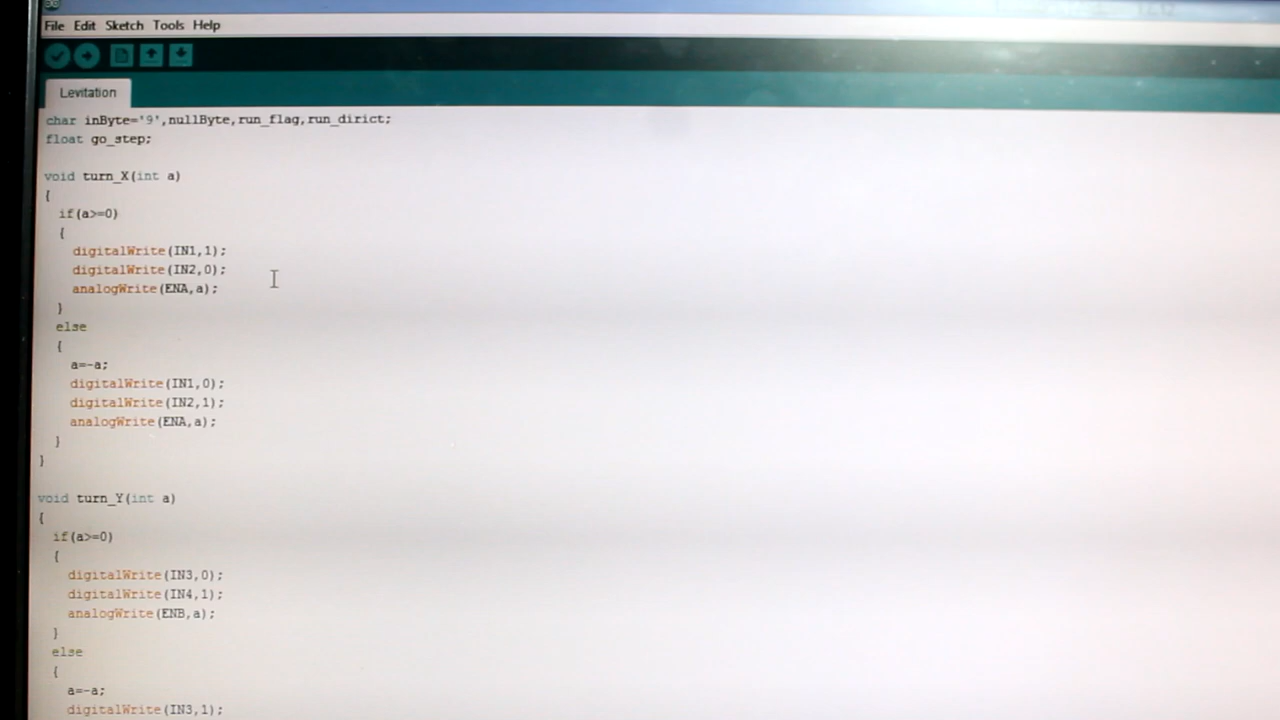 File Edit Sketch Tools Help
Levitation
char inByte='9',nullByte,run_flag,run_dirict;
float go_step;
void turn_X(int a)
{
if(a>=0)
{
digitalWrite(IN1,1);
digitalWrite(IN2,0);
analogWrite(ENA,a);
}
else
{
a=-a;
digitalWrite(IN1,0);
digitalWrite(IN2,1);
analogWrite(ENA,a);
}
}
void turn_Y(int a)
{
if(a>=0)
{
digitalWrite(IN3,0);
digitalWrite(IN4,1);
analogWrite(ENB,a);
}
else
{
a=-a;
digitalWrite(IN3,1);